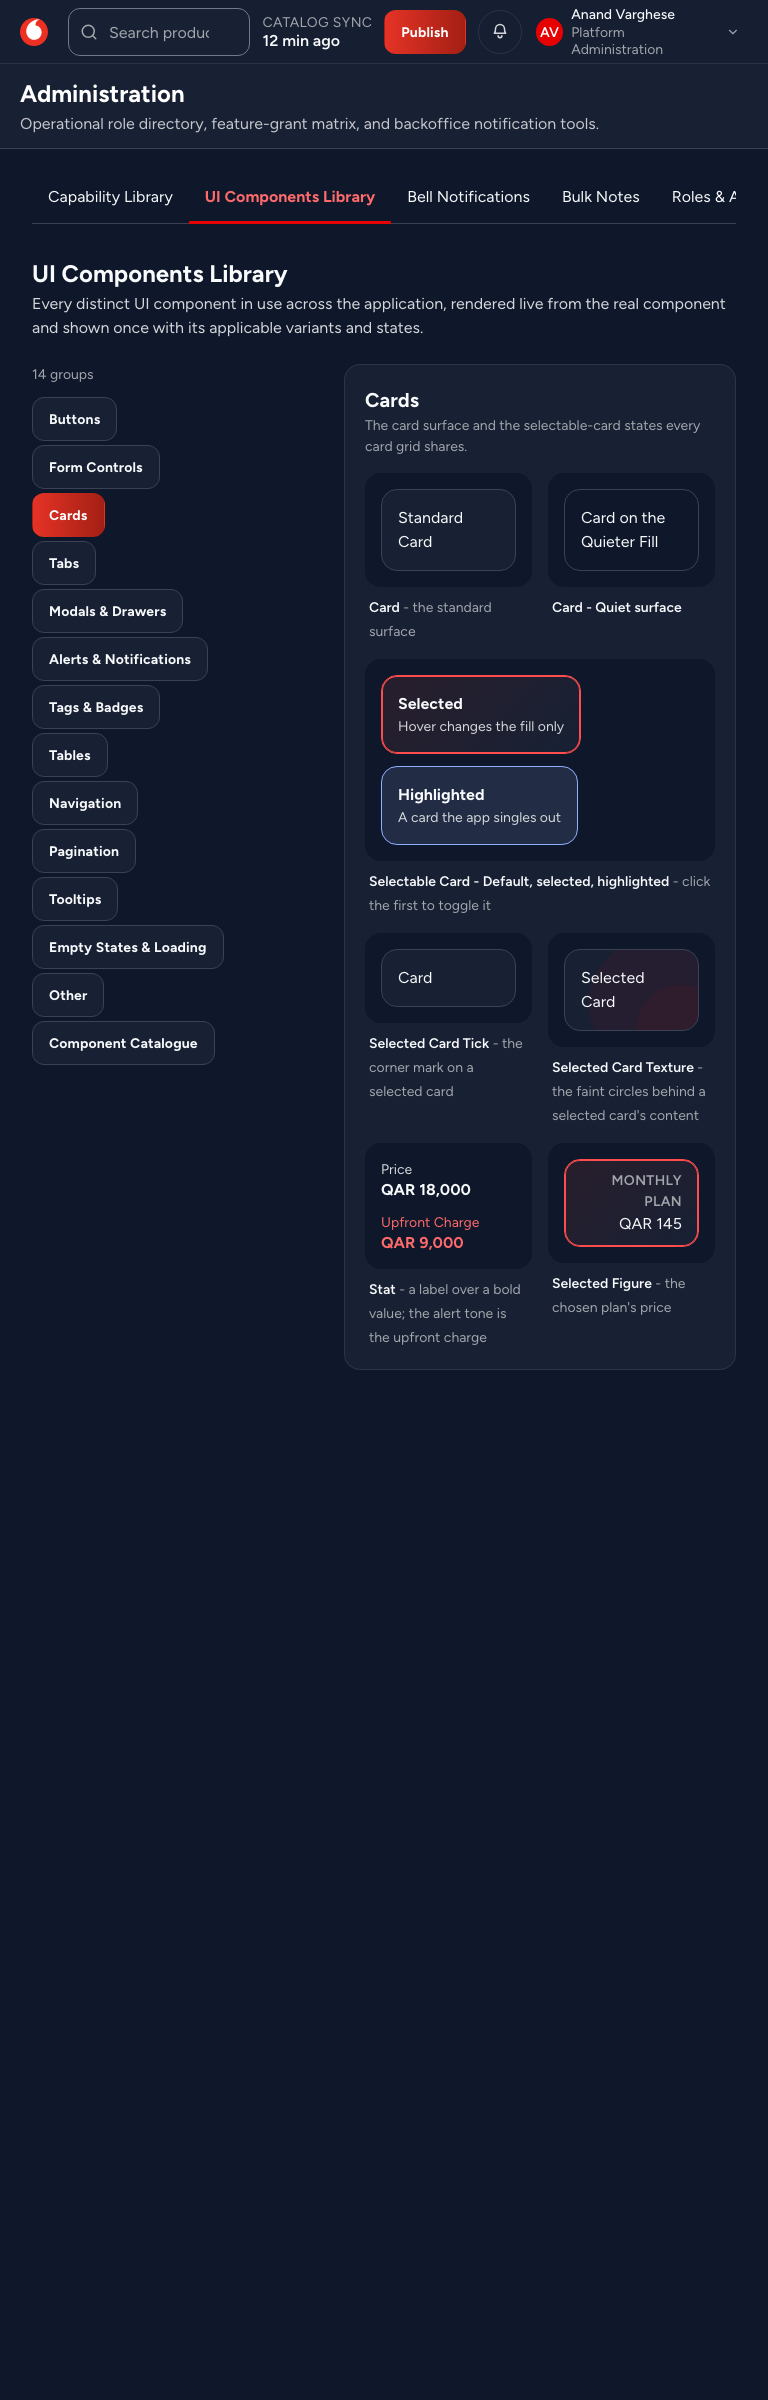 Search produc
CATALOG SYNC
12 min ago
Publish
AV
Anand Varghese
Platform
Administration
Administration
Operational role directory, feature-grant matrix, and backoffice notification tools.
Capability Library
UI Components Library
Bell Notifications
Bulk Notes
Roles & A
UI Components Library
Every distinct UI component in use across the application, rendered live from the real component
and shown once with its applicable variants and states.
14 groups
Buttons
Form Controls
Cards
Tabs
Modals & Drawers
Alerts & Notifications
Tags & Badges
Tables
Navigation
Pagination
Tooltips
Empty States & Loading
Other
Component Catalogue
Cards
The card surface and the selectable-card states every
card grid shares.
Standard
Card
Card - the standard
surface
Card on the
Quieter Fill
Card - Quiet surface
Selected
Hover changes the fill only
Highlighted
A card the app singles out
Selectable Card - Default, selected, highlighted - click
the first to toggle it
Card
Selected Card Tick - the
corner mark on a
selected card
Selected
Card
Selected Card Texture -
the faint circles behind a
selected card's content
Price
QAR 18,000
Upfront Charge
QAR 9,000
Stat - a label over a bold
value; the alert tone is
the upfront charge
MONTHLY
PLAN
QAR 145
Selected Figure - the
chosen plan's price